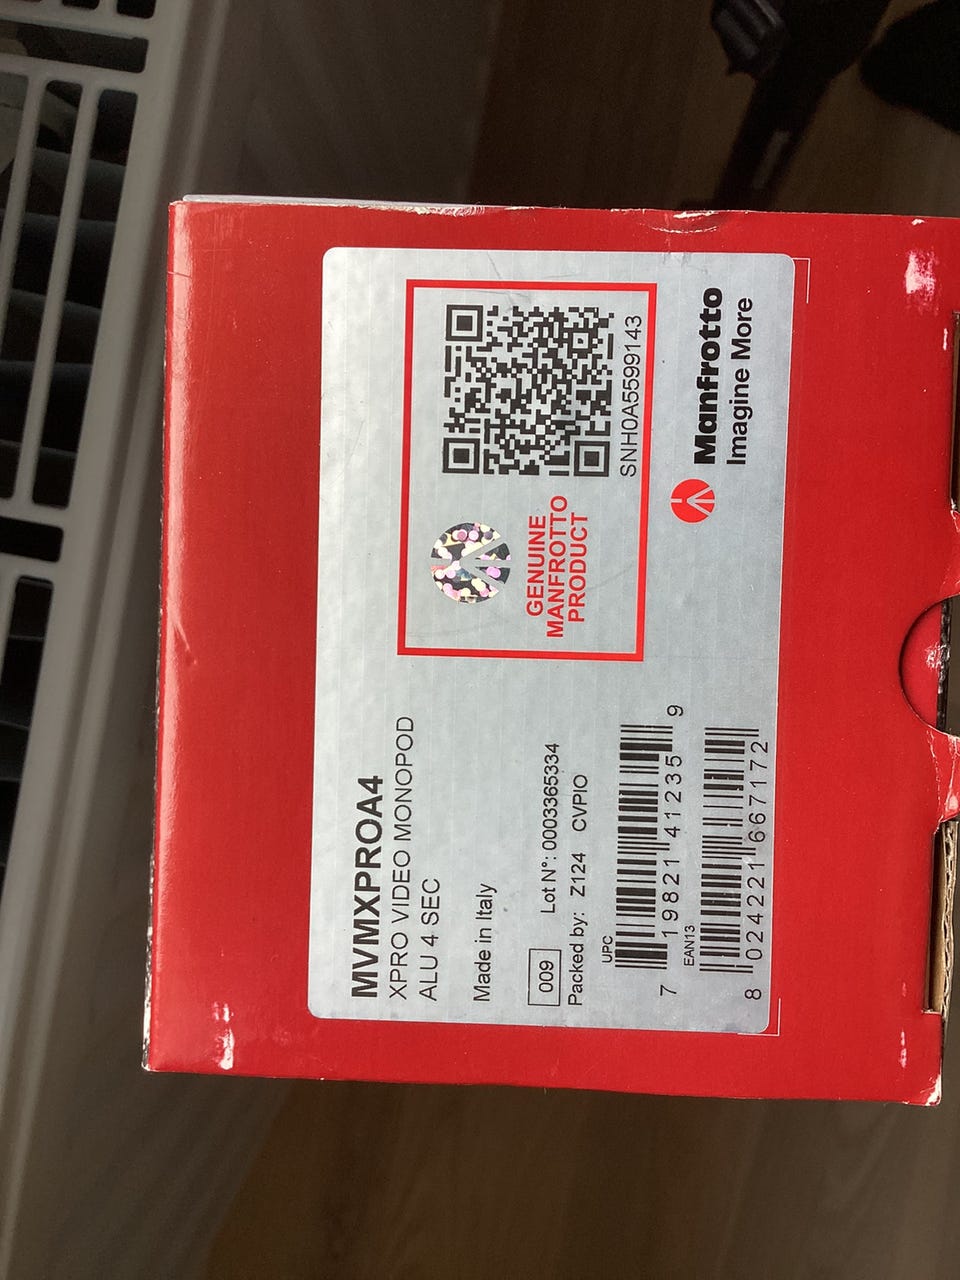 MVMXPROA4
XPRO VIDEO MONOPOD
ALU 4 SEC
Made in Italy
009
Lot N°: 0003365334
Packed by: Z124 CVPIO
UPC
7 19821 41235 9
EAN13
8 024221 667172
GENUINE
MANFROTTO
PRODUCT
SNH0A5599143
Manfrotto
Imagine More